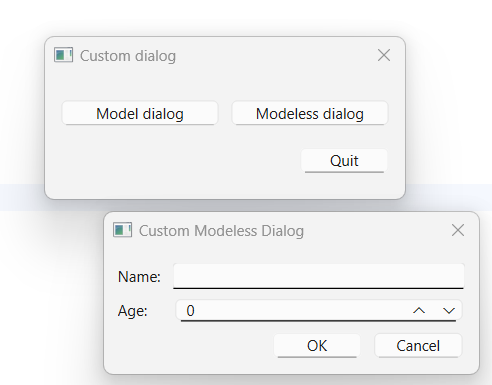 Custom dialog
Model dialog Modeless dialog
Quit
Custom Modeless Dialog
Name:
Age: 0
OK Cancel